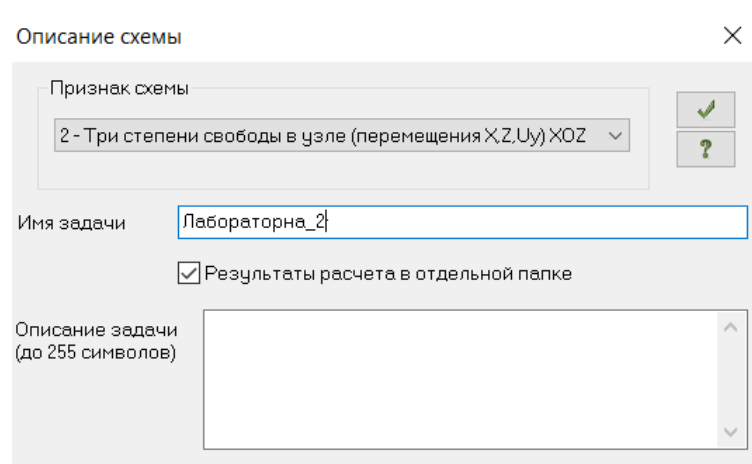 Описание схемы
Признак схемы
2 - Три степени свободы в узле (перемещения X,Z,Uy) XOZ
?
Имя задачи
Лабораторна_2
Результаты расчета в отдельной папке
Описание задачи
(до 255 символов)